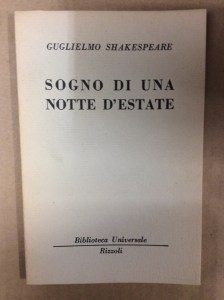 GUGLIELMO SHAKESPEARE
SOGNO DI UNA
NOTTE D'ESTATE
Biblioteca Universale
Rizzoli